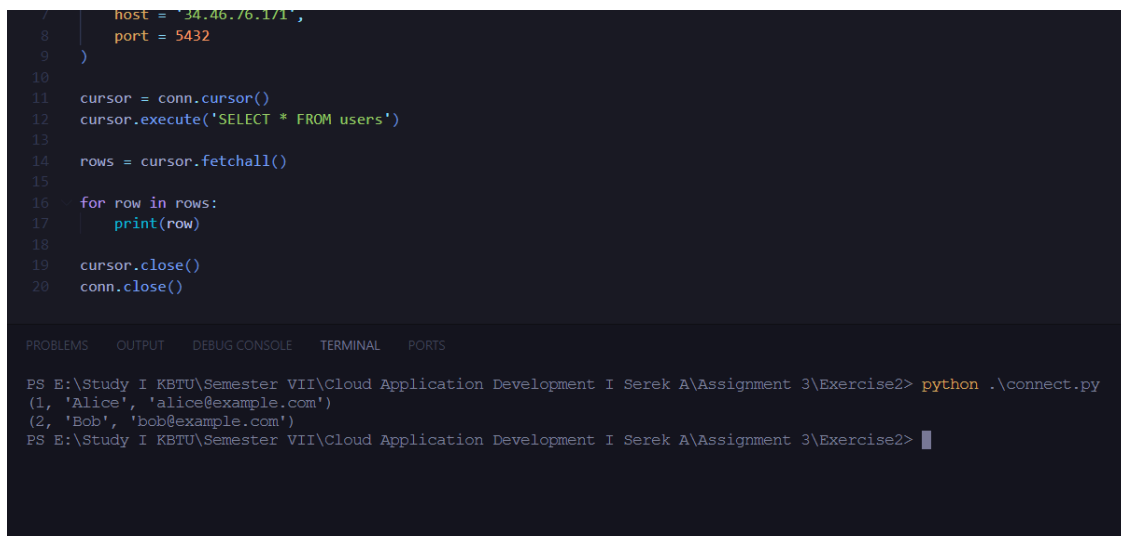 7 host = '34.46.76.171',
8 port = 5432
9 )
10
11 cursor = conn.cursor()
12 cursor.execute('SELECT * FROM users')
13
14 rows = cursor.fetchall()
15
16 for row in rows:
17 print(row)
18
19 cursor.close()
20 conn.close()
PROBLEMS OUTPUT DEBUG CONSOLE TERMINAL PORTS
PS E:\Study I KBTU\Semester VII\Cloud Application Development I Serek A\Assignment 3\Exercise2> python .\connect.py
(1, 'Alice', 'alice@example.com')
(2, 'Bob', 'bob@example.com')
PS E:\Study I KBTU\Semester VII\Cloud Application Development I Serek A\Assignment 3\Exercise2>